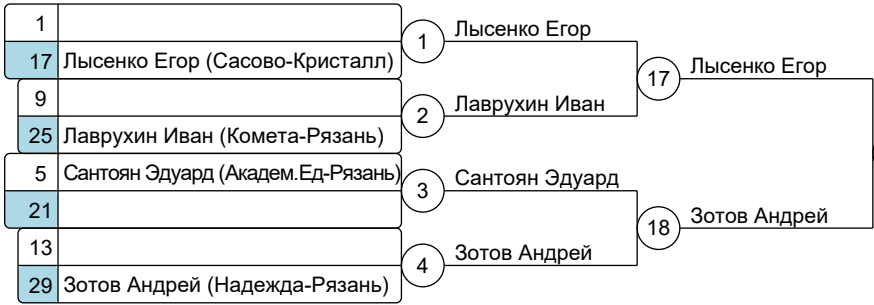 1
17 Лысенко Егор (Сасово-Кристалл)
1
Лысенко Егор
9
25 Лаврухин Иван (Комета-Рязань)
2
Лаврухин Иван
17
Лысенко Егор
5 Сантоян Эдуард (Академ.Ед-Рязань)
21
3
Сантоян Эдуард
13
29 Зотов Андрей (Надежда-Рязань)
4
Зотов Андрей
18
Зотов Андрей